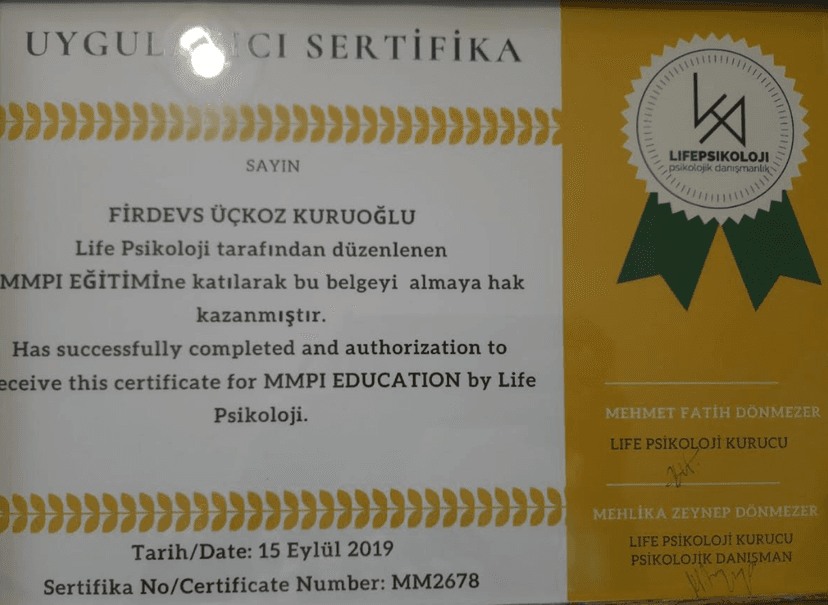 SERTİFİKA
SAYIN
FİRDEVS ÜÇKOZ KURUOĞLU
Life Psikoloji tarafından düzenlenen
MMPI EĞİTİMİne katılarak bu belgeyi almaya hak
kazanmıştır.
Has successfully completed and authorization to
eceive this certificate for MMPI EDUCATION by Life
Psikoloji.
Tarih/Date: 15 Eylül 2019
Sertifika No/Certificate Number: MM2678
LIFEPSIKOLOJI
psikolojik danışmanlık
MEHMET FATİH DÖNMEZER
LIFE PSİKOLOJİ KURUCU
MEHLİKA ZEYNEP DÖNMEZER
LIFE PSİKOLOJİ KURUCU
PSİKOLOJİK DANIŞMAN